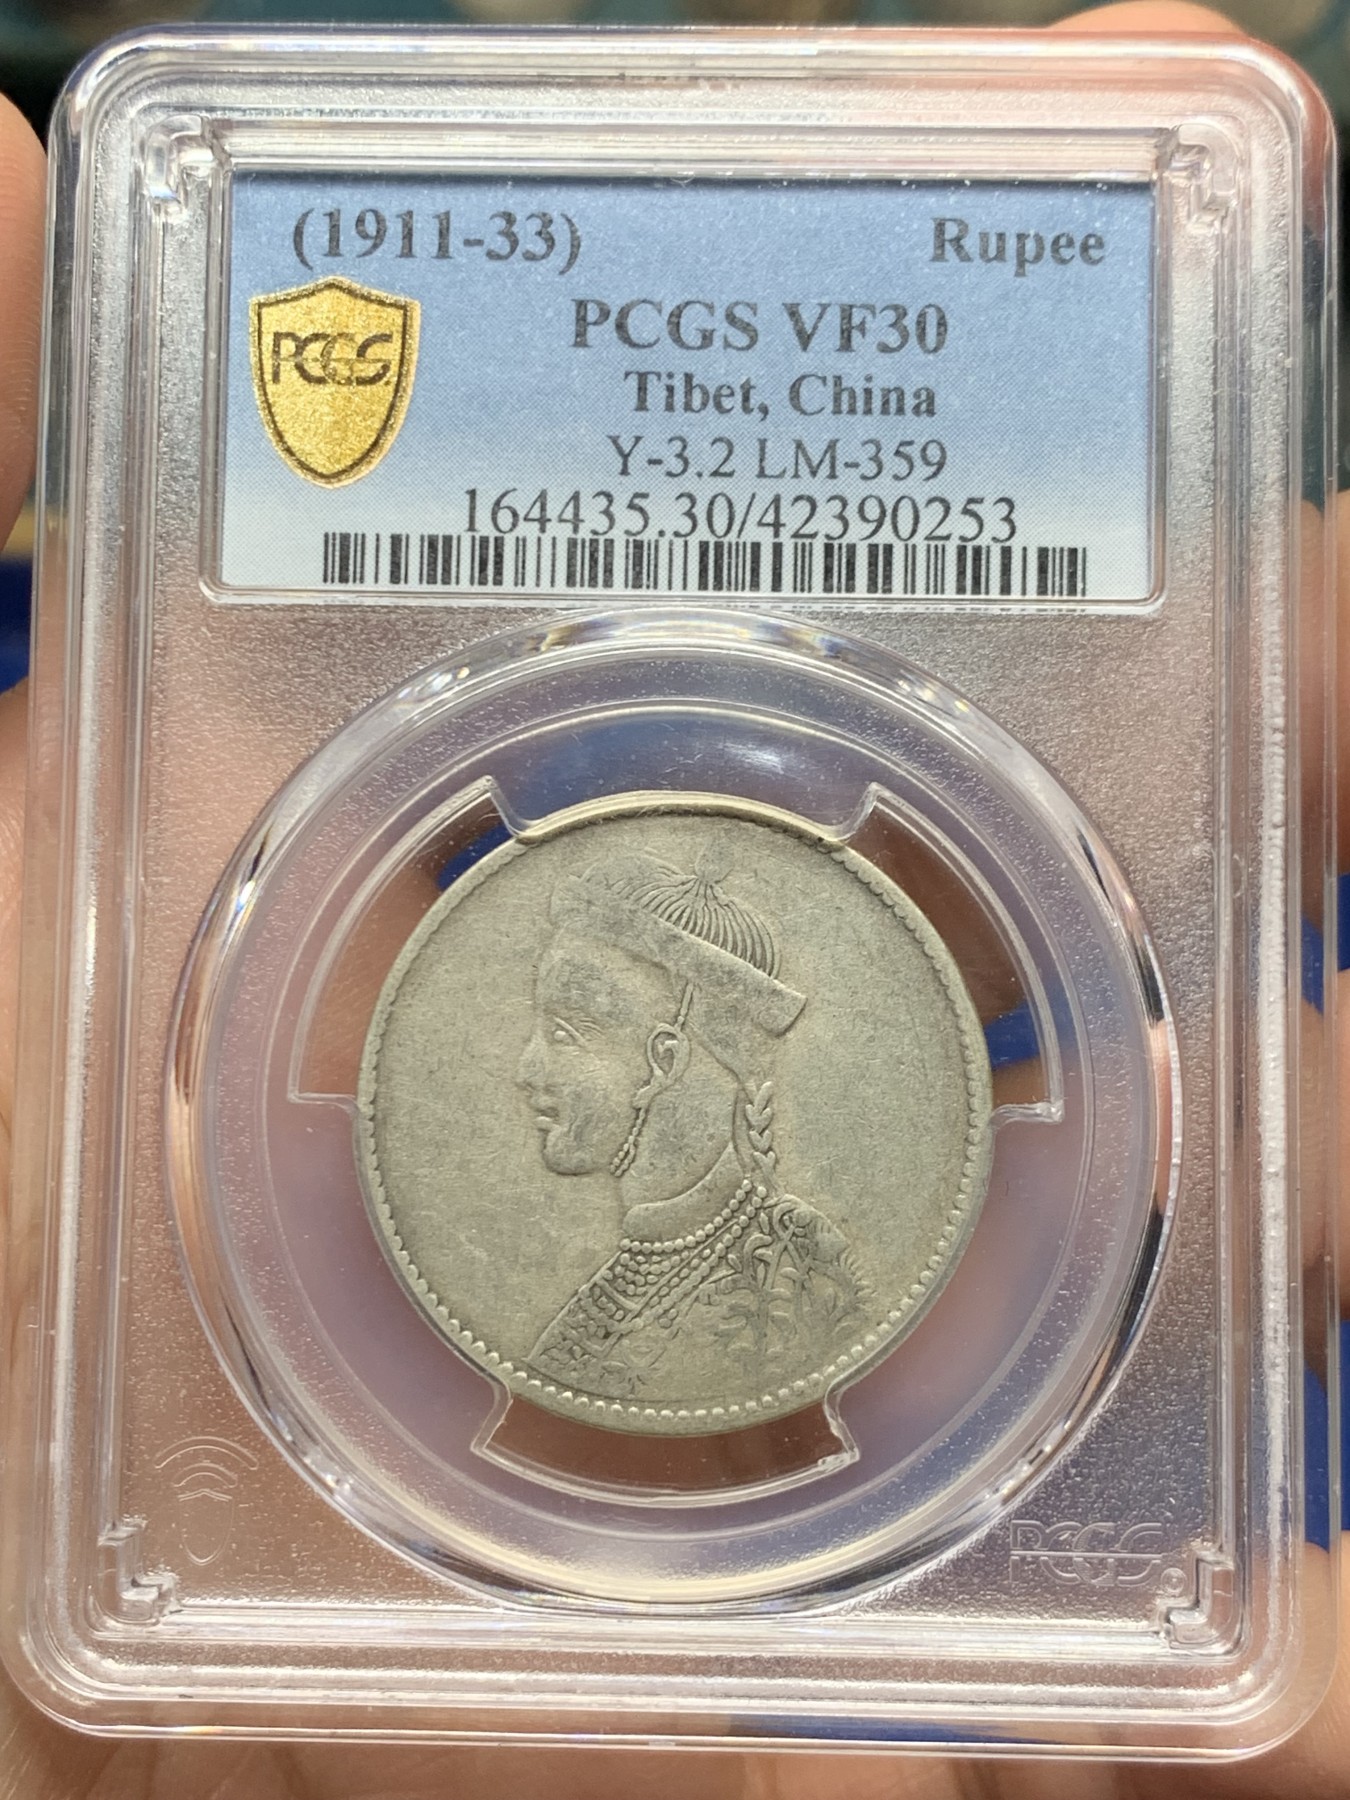 (1911-33) Rupee
PCGS VF30
PCGS
Tibet, China
Y-3.2 LM-359
164435.30/42390253
PCGS